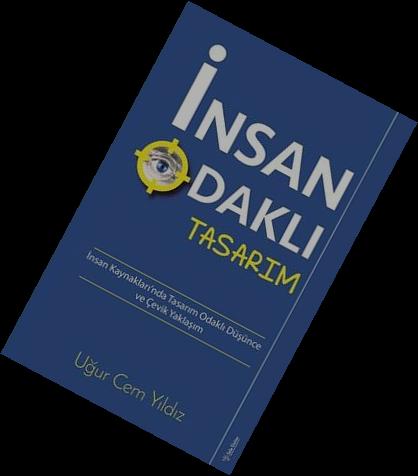 İNSAN
ODAKLI
TASARIM
İnsan Kaynakları'nda Tasarım Odaklı Düşünce
ve Çevik Yaklaşım
Uğur Cem Yıldız